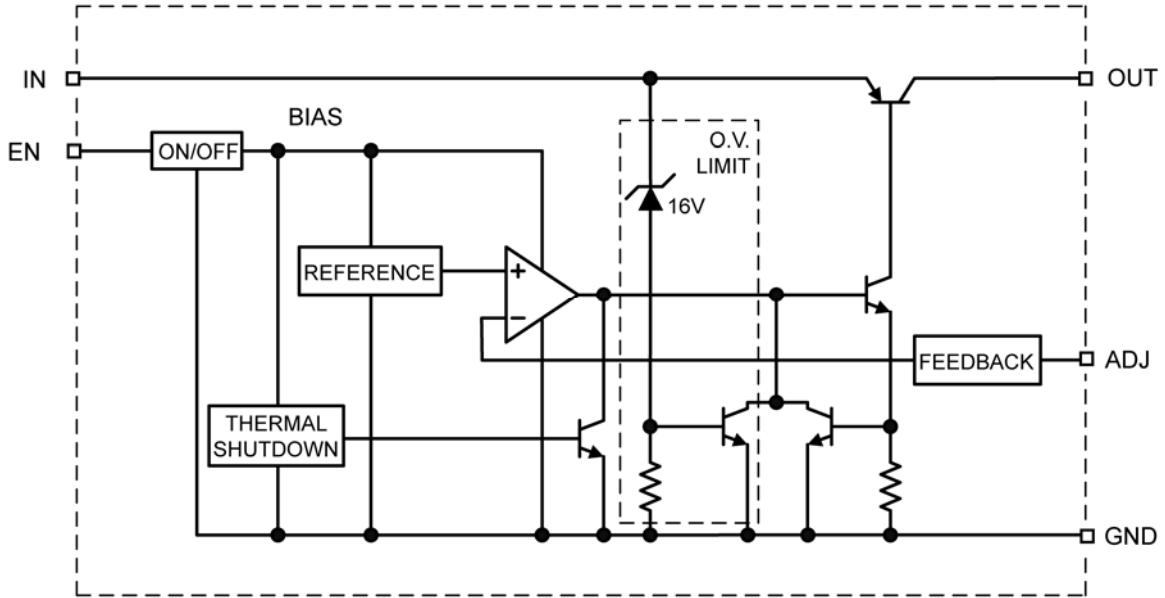 IN
OUT
BIAS
EN
ON/OFF
O.V.
LIMIT
16V
REFERENCE
+
−
FEEDBACK
ADJ
THERMAL
SHUTDOWN
GND